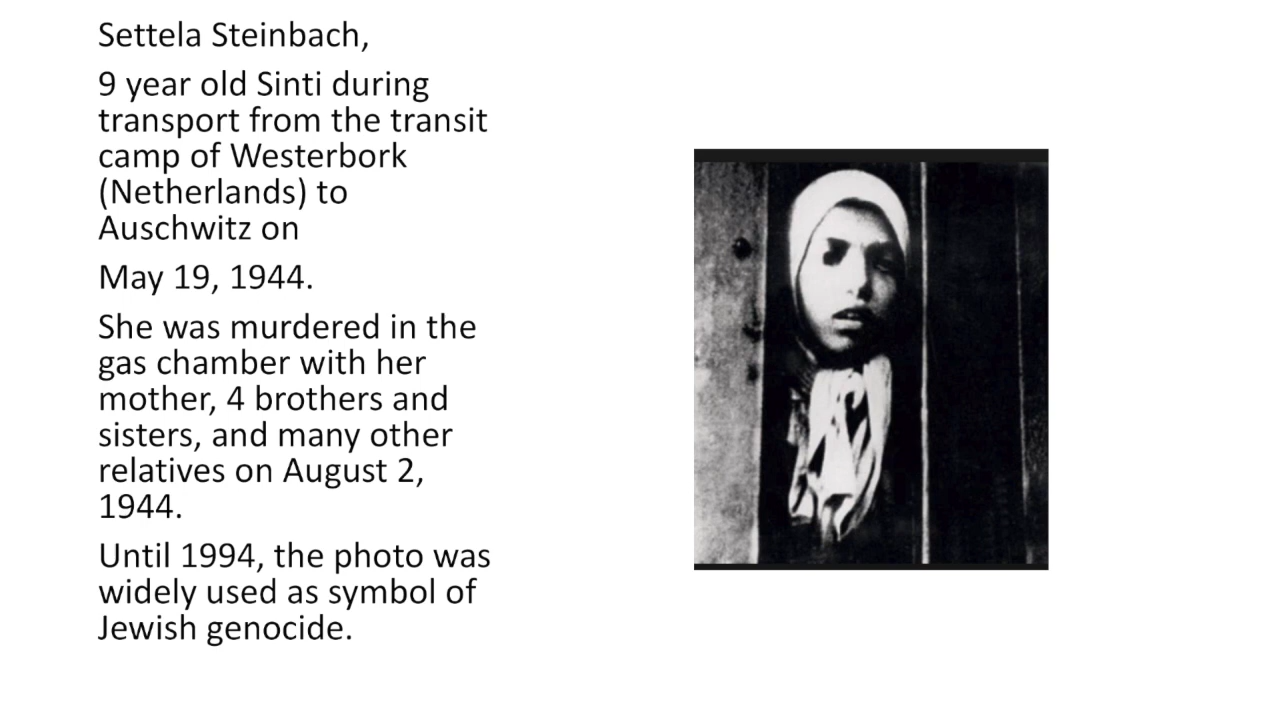 Settela Steinbach,
9 year old Sinti during
transport from the transit
camp of Westerbork
(Netherlands) to
Auschwitz on
May 19, 1944.
She was murdered in the
gas chamber with her
mother, 4 brothers and
sisters, and many other
relatives on August 2,
1944.
Until 1994, the photo was
widely used as symbol of
Jewish genocide.